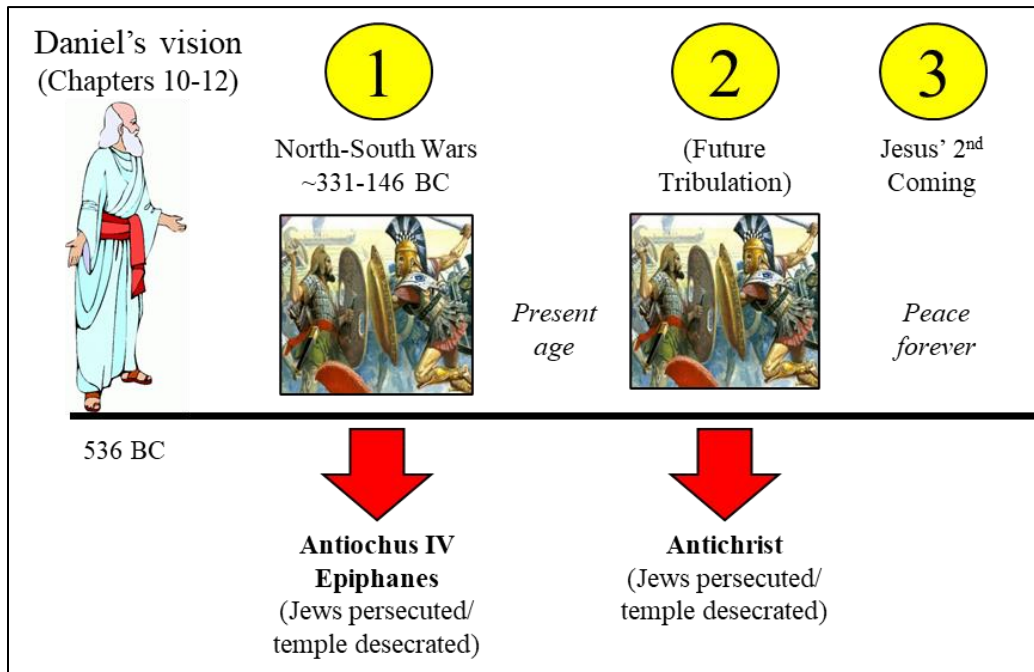 Daniel’s vision
(Chapters 10-12)
1
North-South Wars
~331-146 BC
2
(Future
Tribulation)
3
Jesus’ 2nd
Coming
Present
age
Peace
forever
536 BC
Antiochus IV
Epiphanes
(Jews persecuted/
temple desecrated)
Antichrist
(Jews persecuted/
temple desecrated)